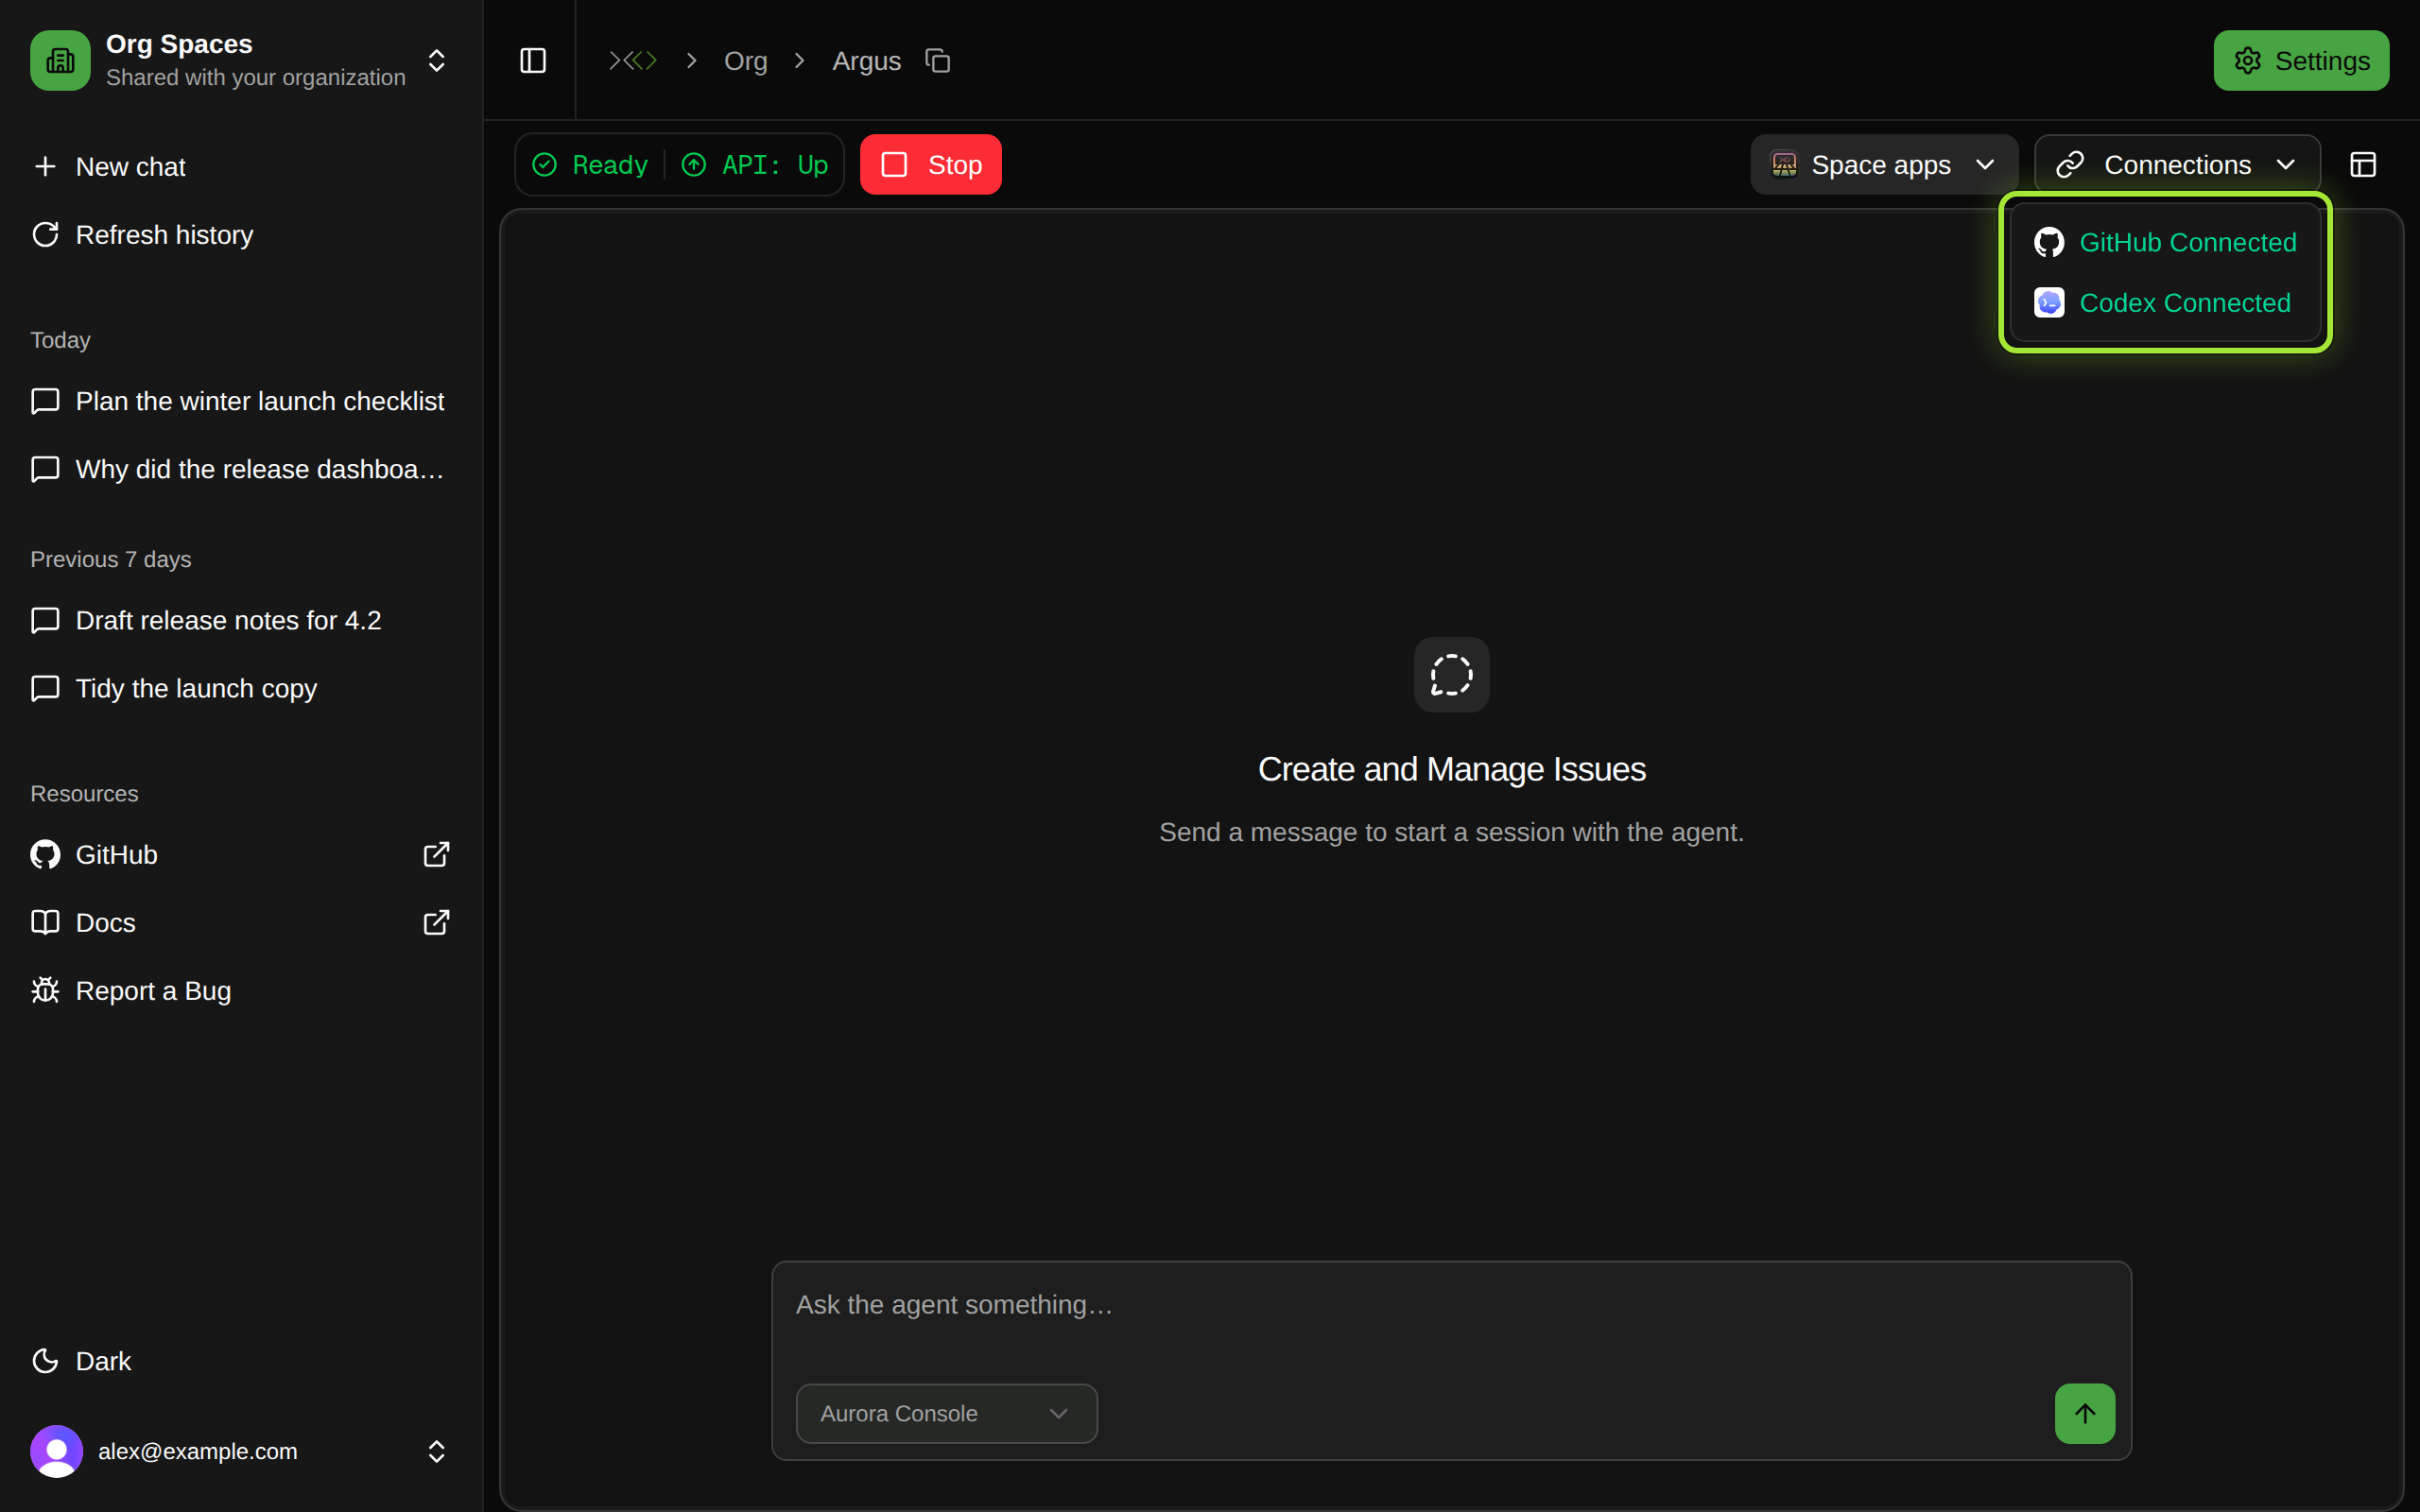 Org Spaces
Shared with your organization
New chat
Refresh history
Today
Plan the winter launch checklist
Why did the release dashboa…
Previous 7 days
Draft release notes for 4.2
Tidy the launch copy
Resources
GitHub
Docs
Report a Bug
Dark
alex@example.com
Org
Argus
Settings
Ready
API: Up
Stop
Space apps
Connections
GitHub Connected
Codex Connected
Create and Manage Issues
Send a message to start a session with the agent.
Ask the agent something…
Aurora Console